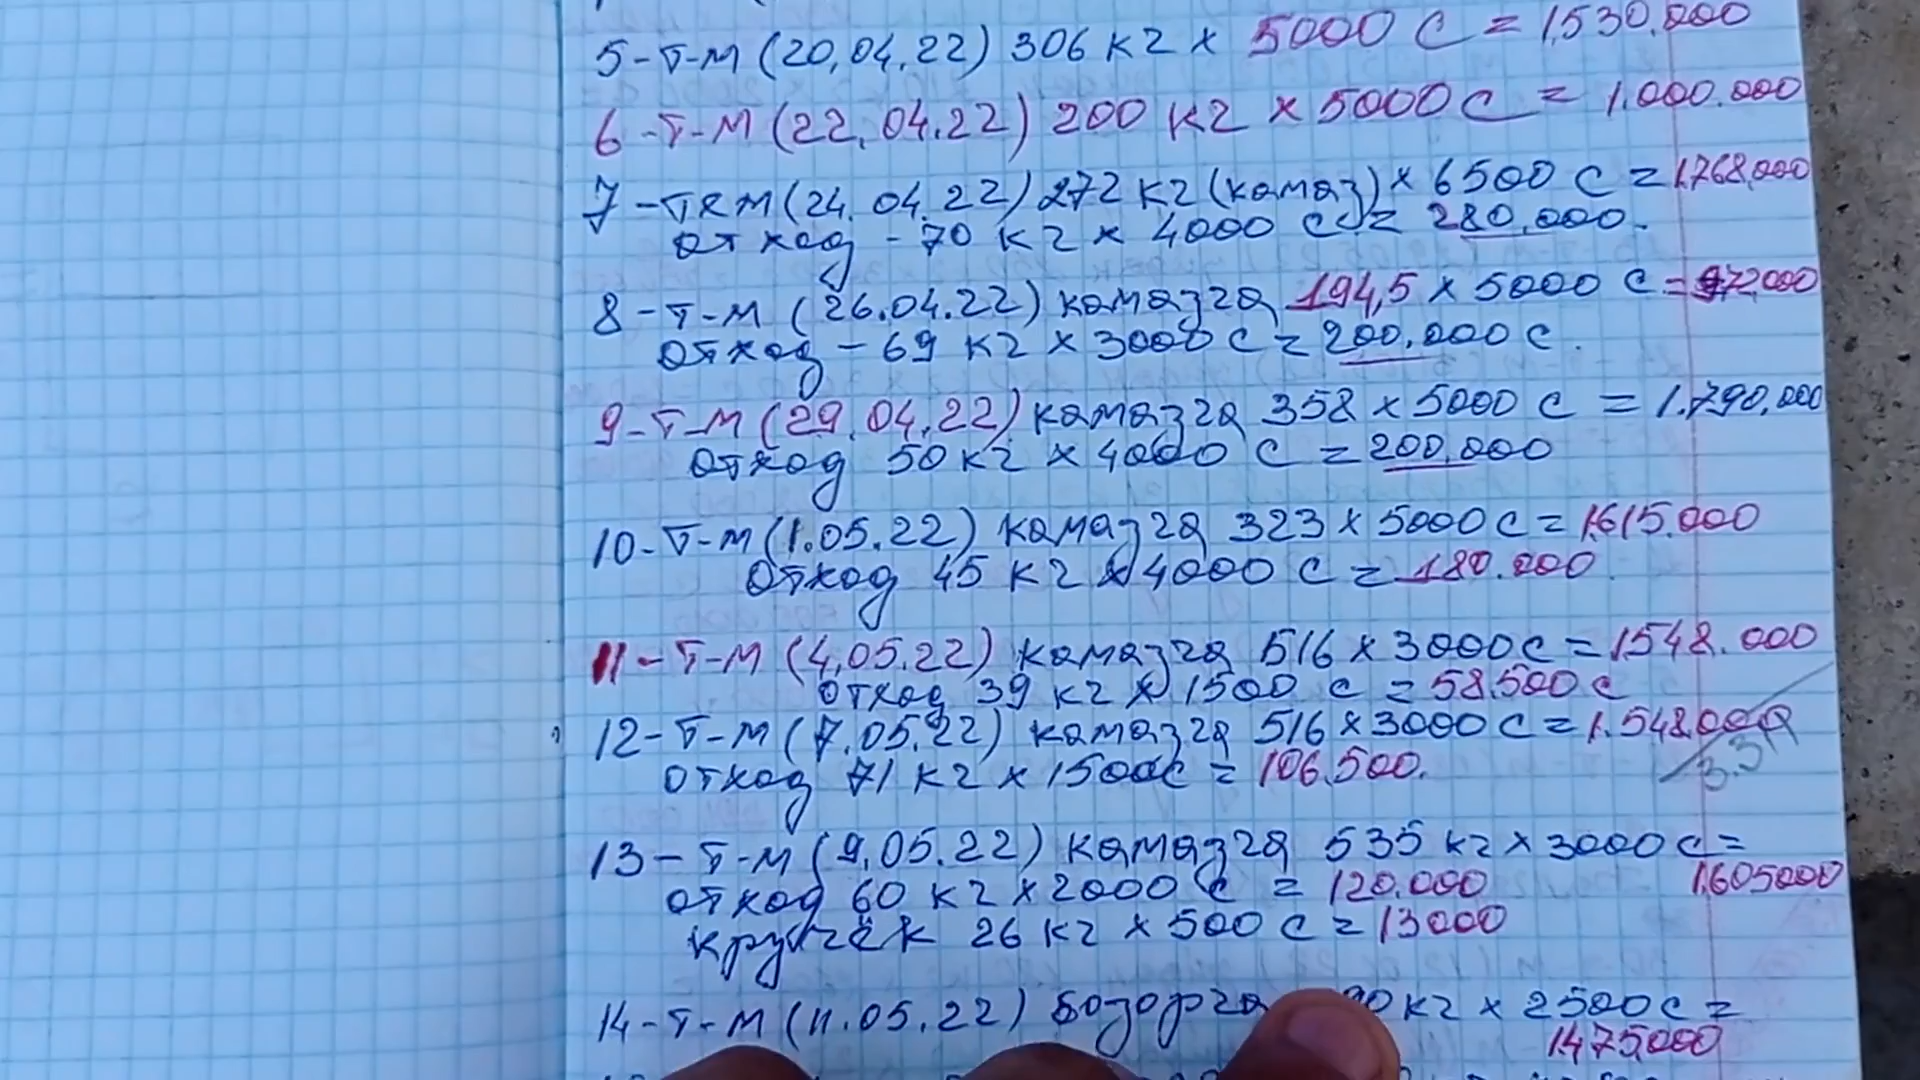 5-Т-М (20,04.22) 306 кг х 5000 С = 1.530.000
6-Т-М (22,04.22) 200 кг х 5000 С = 1.000.000
7-ТRМ (24.04.22) 272 кг (камаз) х 6500 С = 1.768,000
отход - 70 кг х 4000 С = 280,000.
8-Т-М (26.04.22) камазга 194,5 х 5000 С = 972000
отход - 69 кг х 3000 С = 200.000 С.
9-Т-М (29.04.22) камазга 358 х 5000 С = 1.790.000
отход 50 кг х 4000 С = 200.000
10-Т-М (1.05.22) камазга 323 х 5000 С = 1.615.000
отход 45 кг х 4000 С = 180.000
11-Т-М (4,05.22) камазга 516 х 3000 С = 1548.000
отход 39 кг х 1500 С = 58.500 С
12-Т-М (7.05.22) камазга 516 х 3000 С = 1.548.000
отход 71 кг х 1500С = 106.500.
13-Т-М (9,05.22) камазга 535 кг х 3000 С =
1.605000
отход 60 кг х 2000 С = 120.000
кручёк 26 кг х 500 С = 13000
14-Т-М (11.05.22) Бозорга кг х 2500 С =
1.475000